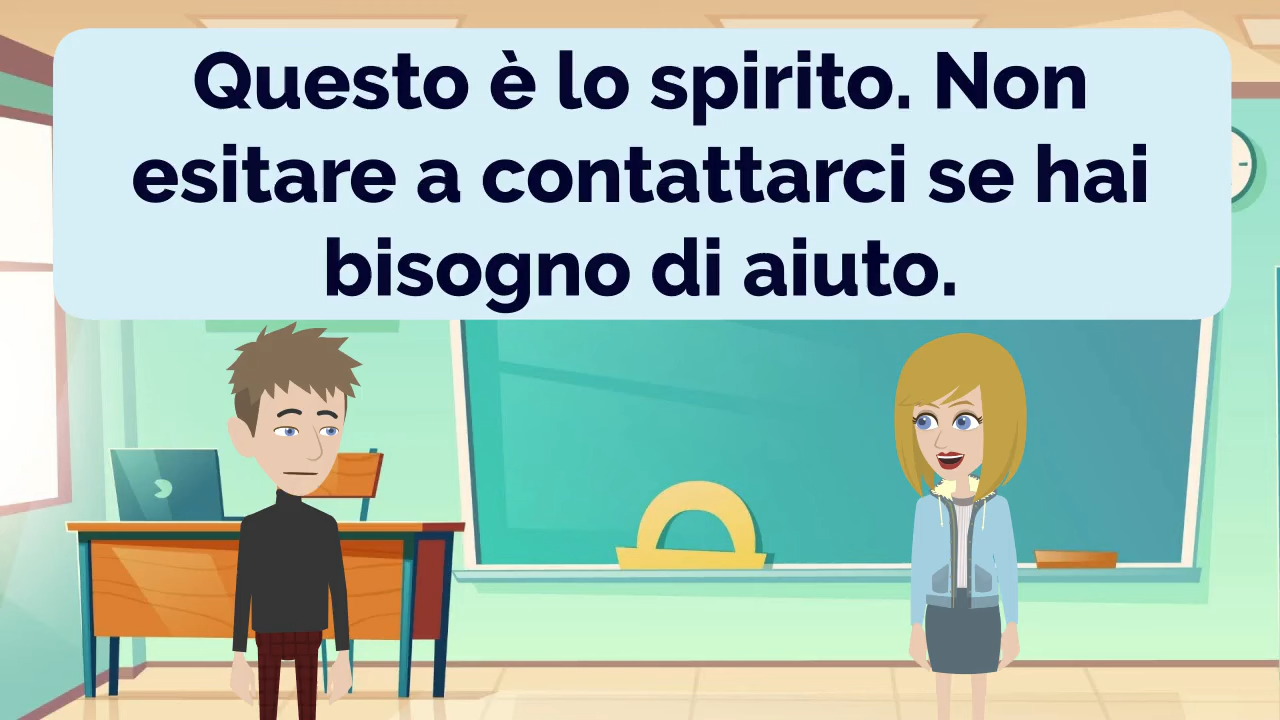 Questo è lo spirito. Non
esitare a contattarci se hai
bisogno di aiuto.